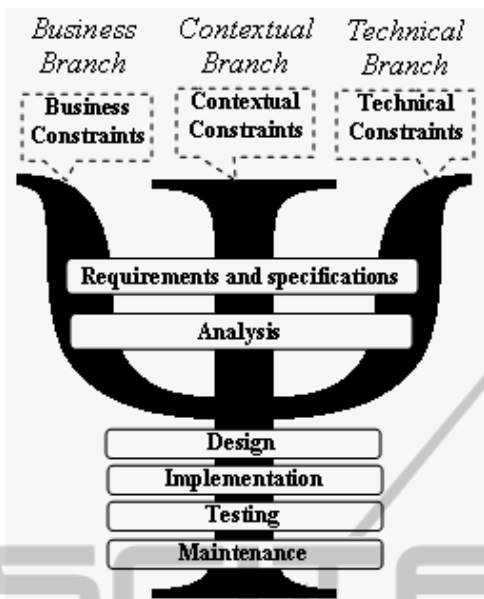 Business Contextual Technical
Branch Branch Branch
Business Constraints
Contextual Constraints
Technical Constraints
Requirements and specifications
Analysis
Design
Implementation
Testing
Maintenance